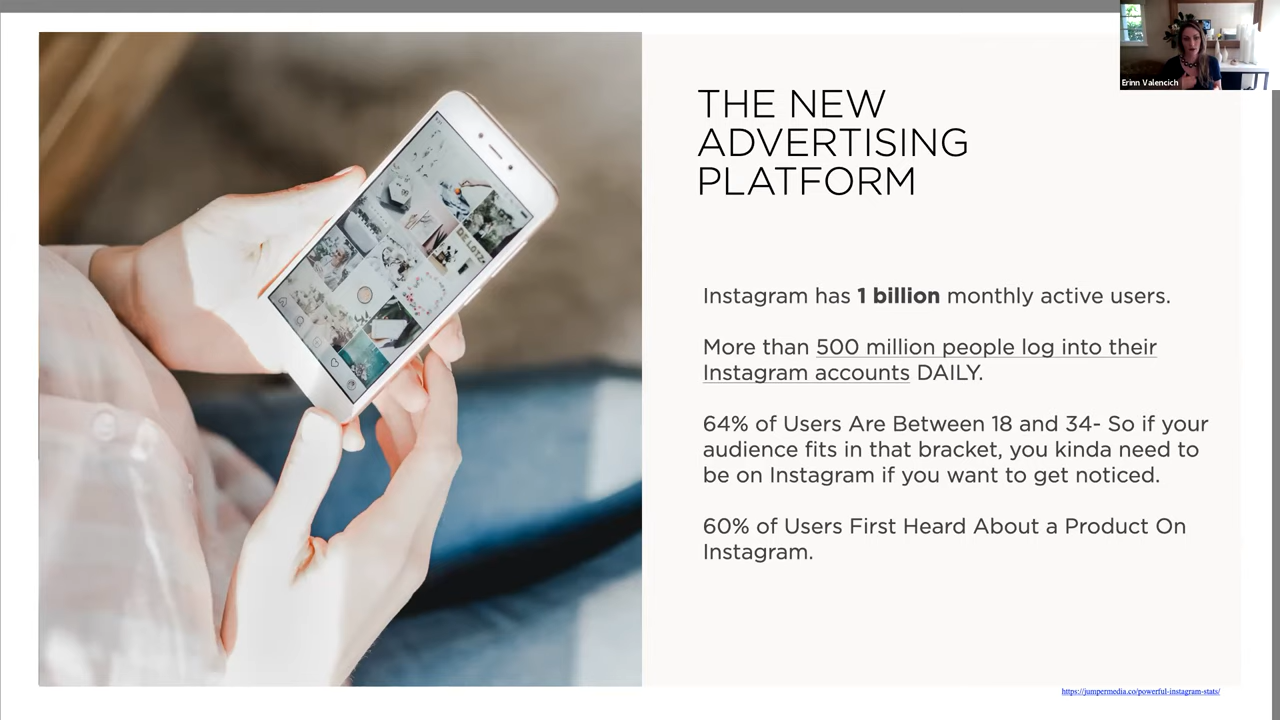 Erinn Valencich
THE NEW
ADVERTISING
PLATFORM
Instagram has 1 billion monthly active users.
More than 500 million people log into their
Instagram accounts DAILY.
64% of Users Are Between 18 and 34- So if your
audience fits in that bracket, you kinda need to
be on Instagram if you want to get noticed.
60% of Users First Heard About a Product On
Instagram.
https://jumpermedia.co/powerful-instagram-stats/